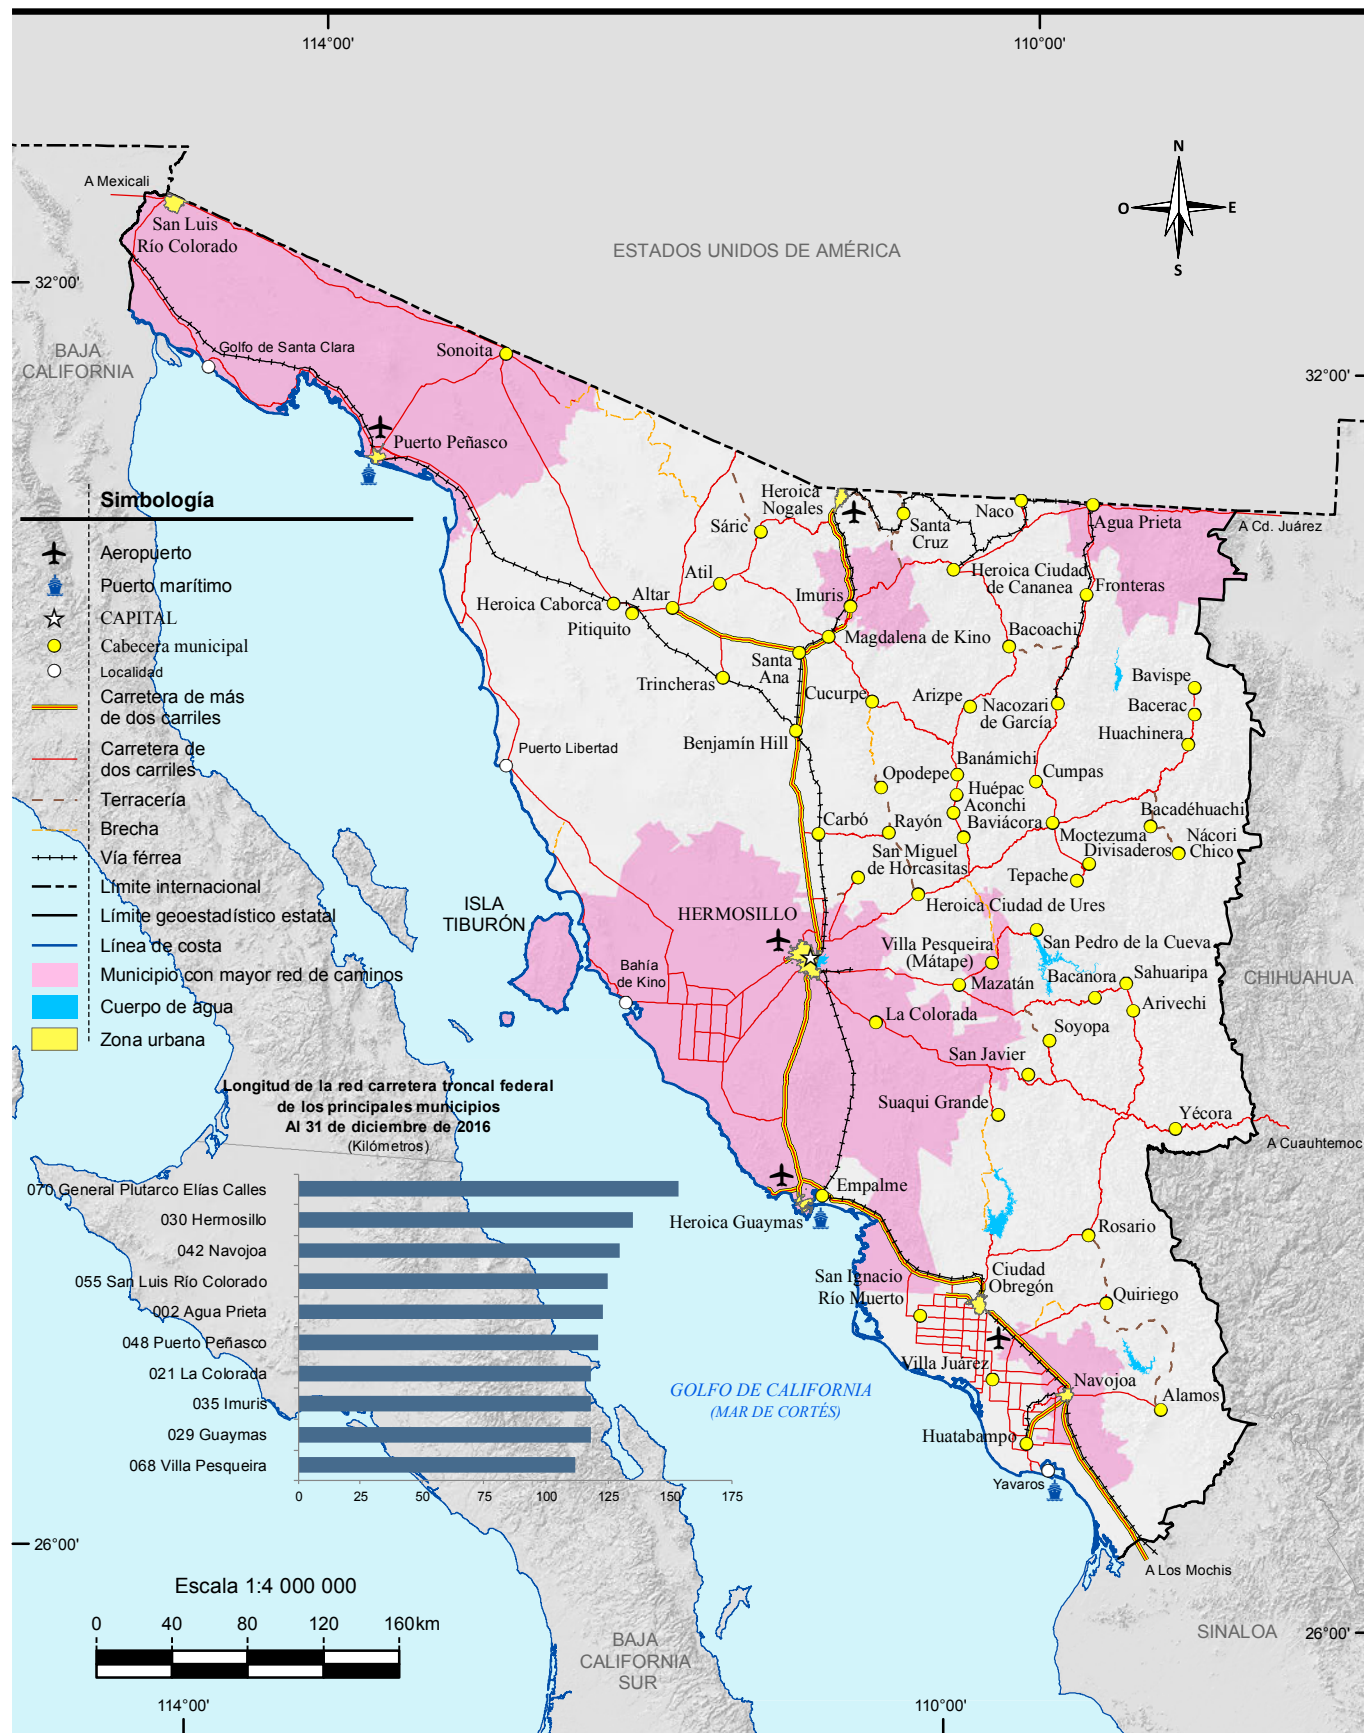 114°00'
110°00'
N
O
E
S
A Mexicali
San Luis
Río Colorado
ESTADOS UNIDOS DE AMÉRICA
32°00'
32°00'
BAJA
CALIFORNIA
Golfo de Santa Clara
Sonoita
Puerto Peñasco
Heroica
Nogales
Sáric
Santa
Cruz
Naco
Agua Prieta
A Cd. Juárez
Atil
Altar
Imuris
Heroica Ciudad
de Cananea
Fronteras
Heroica Caborca
Pitiquito
Magdalena de Kino
Bacoachi
Santa
Ana
Trincheras
Cucurpe
Arizpe
Nacozari
de García
Bavispe
Bacerac
Huachinera
Benjamín Hill
Puerto Libertad
Banámichi
Opodepe
Huépac
Aconchi
Cumpas
Carbó
Rayón
Baviácora
Moctezuma
Bacadéhuachi
Divisaderos
Nácori
Chico
San Miguel
de Horcasitas
Tepache
HERMOSILLO
Heroica Ciudad de Ures
ISLA
TIBURÓN
Villa Pesqueira
(Mátape)
San Pedro de la Cueva
Bahía
de Kino
Mazatán
Bacanora
Sahuaripa
CHIHUAHUA
La Colorada
Arivechi
Soyopa
San Javier
Suaqui Grande
Yécora
A Cuauhtemoc
Empalme
Heroica Guaymas
Rosario
San Ignacio
Río Muerto
Ciudad
Obregón
Quiriego
Villa Juárez
Navojoa
Alamos
GOLFO DE CALIFORNIA
(MAR DE CORTÉS)
Huatabampo
Yavaros
A Los Mochis
SINALOA
BAJA
CALIFORNIA
SUR
Simbología
Aeropuerto
Puerto marítimo
CAPITAL
Cabecera municipal
Localidad
Carretera de más
de dos carriles
Carretera de
dos carriles
Terracería
Brecha
Vía férrea
Límite internacional
Límite geoestadístico estatal
Línea de costa
Municipio con mayor red de caminos
Cuerpo de agua
Zona urbana
Longitud de la red carretera troncal federal
de los principales municipios
Al 31 de diciembre de 2016
(Kilómetros)
070 General Plutarco Elías Calles
030 Hermosillo
042 Navojoa
055 San Luis Río Colorado
002 Agua Prieta
048 Puerto Peñasco
021 La Colorada
035 Imuris
029 Guaymas
068 Villa Pesqueira
0 25 50 75 100 125 150 175
26°00'
26°00'
Escala 1:4 000 000
0 40 80 120 160km
114°00'
110°00'